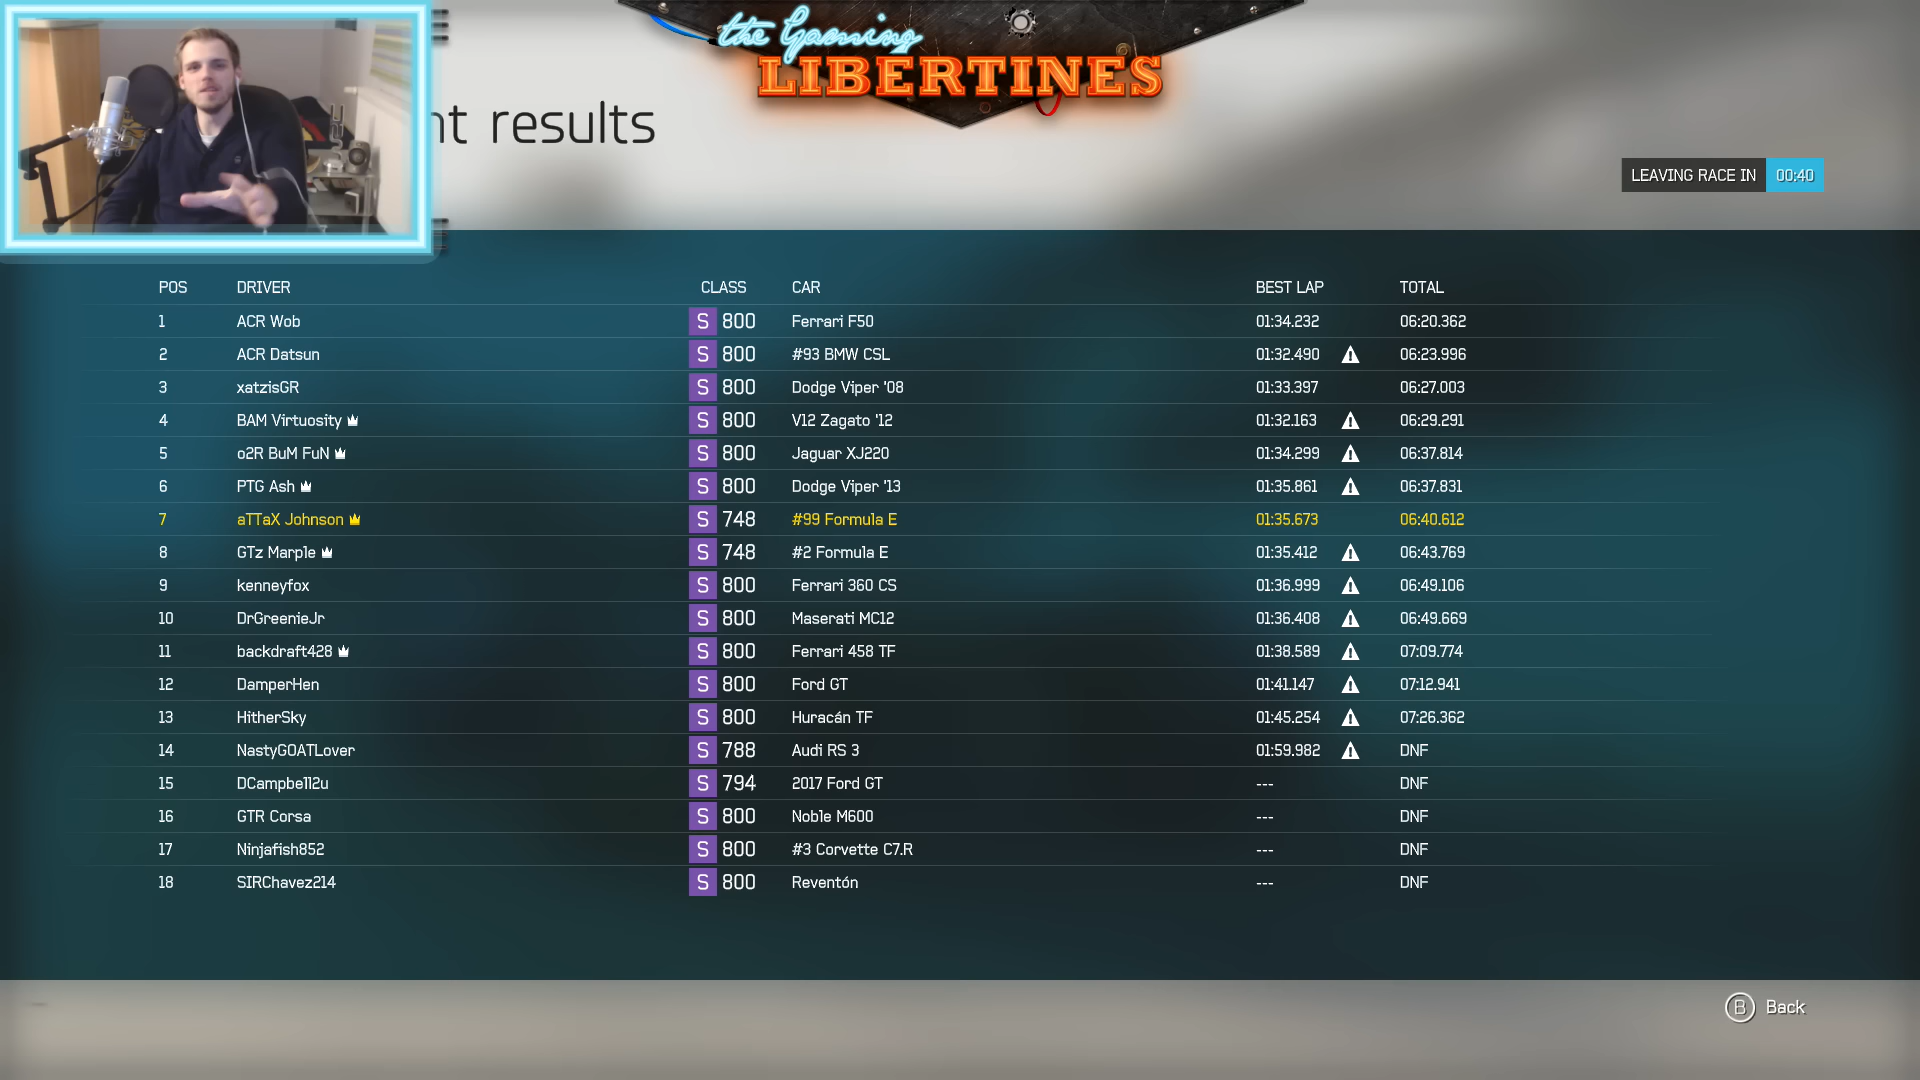 the Gaming
LIBERTINES
nt results
LEAVING RACE IN 00:40
POS DRIVER CLASS CAR BEST LAP TOTAL
1 ACR Wob S 800 Ferrari F50 01:34.232 06:20.362
2 ACR Datsun S 800 #93 BMW CSL 01:32.490 06:23.996
3 xatzisGR S 800 Dodge Viper '08 01:33.397 06:27.003
4 BAM Virtuosity S 800 V12 Zagato '12 01:32.163 06:29.291
5 o2R BuM FuN S 800 Jaguar XJ220 01:34.299 06:37.814
6 PTG Ash S 800 Dodge Viper '13 01:35.861 06:37.831
7 aTTaX Johnson S 748 #99 Formula E 01:35.673 06:40.612
8 GTz Marple S 748 #2 Formula E 01:35.412 06:43.769
9 kenneyfox S 800 Ferrari 360 CS 01:36.999 06:49.106
10 DrGreenieJr S 800 Maserati MC12 01:36.408 06:49.669
11 backdraft428 S 800 Ferrari 458 TF 01:38.589 07:09.774
12 DamperHen S 800 Ford GT 01:41.147 07:12.941
13 HitherSky S 800 Huracán TF 01:45.254 07:26.362
14 NastyGOATLover S 788 Audi RS 3 01:59.982 DNF
15 DCampbell2u S 794 2017 Ford GT --- DNF
16 GTR Corsa S 800 Noble M600 --- DNF
17 Ninjafish852 S 800 #3 Corvette C7.R --- DNF
18 SIRChavez214 S 800 Reventón --- DNF
B Back